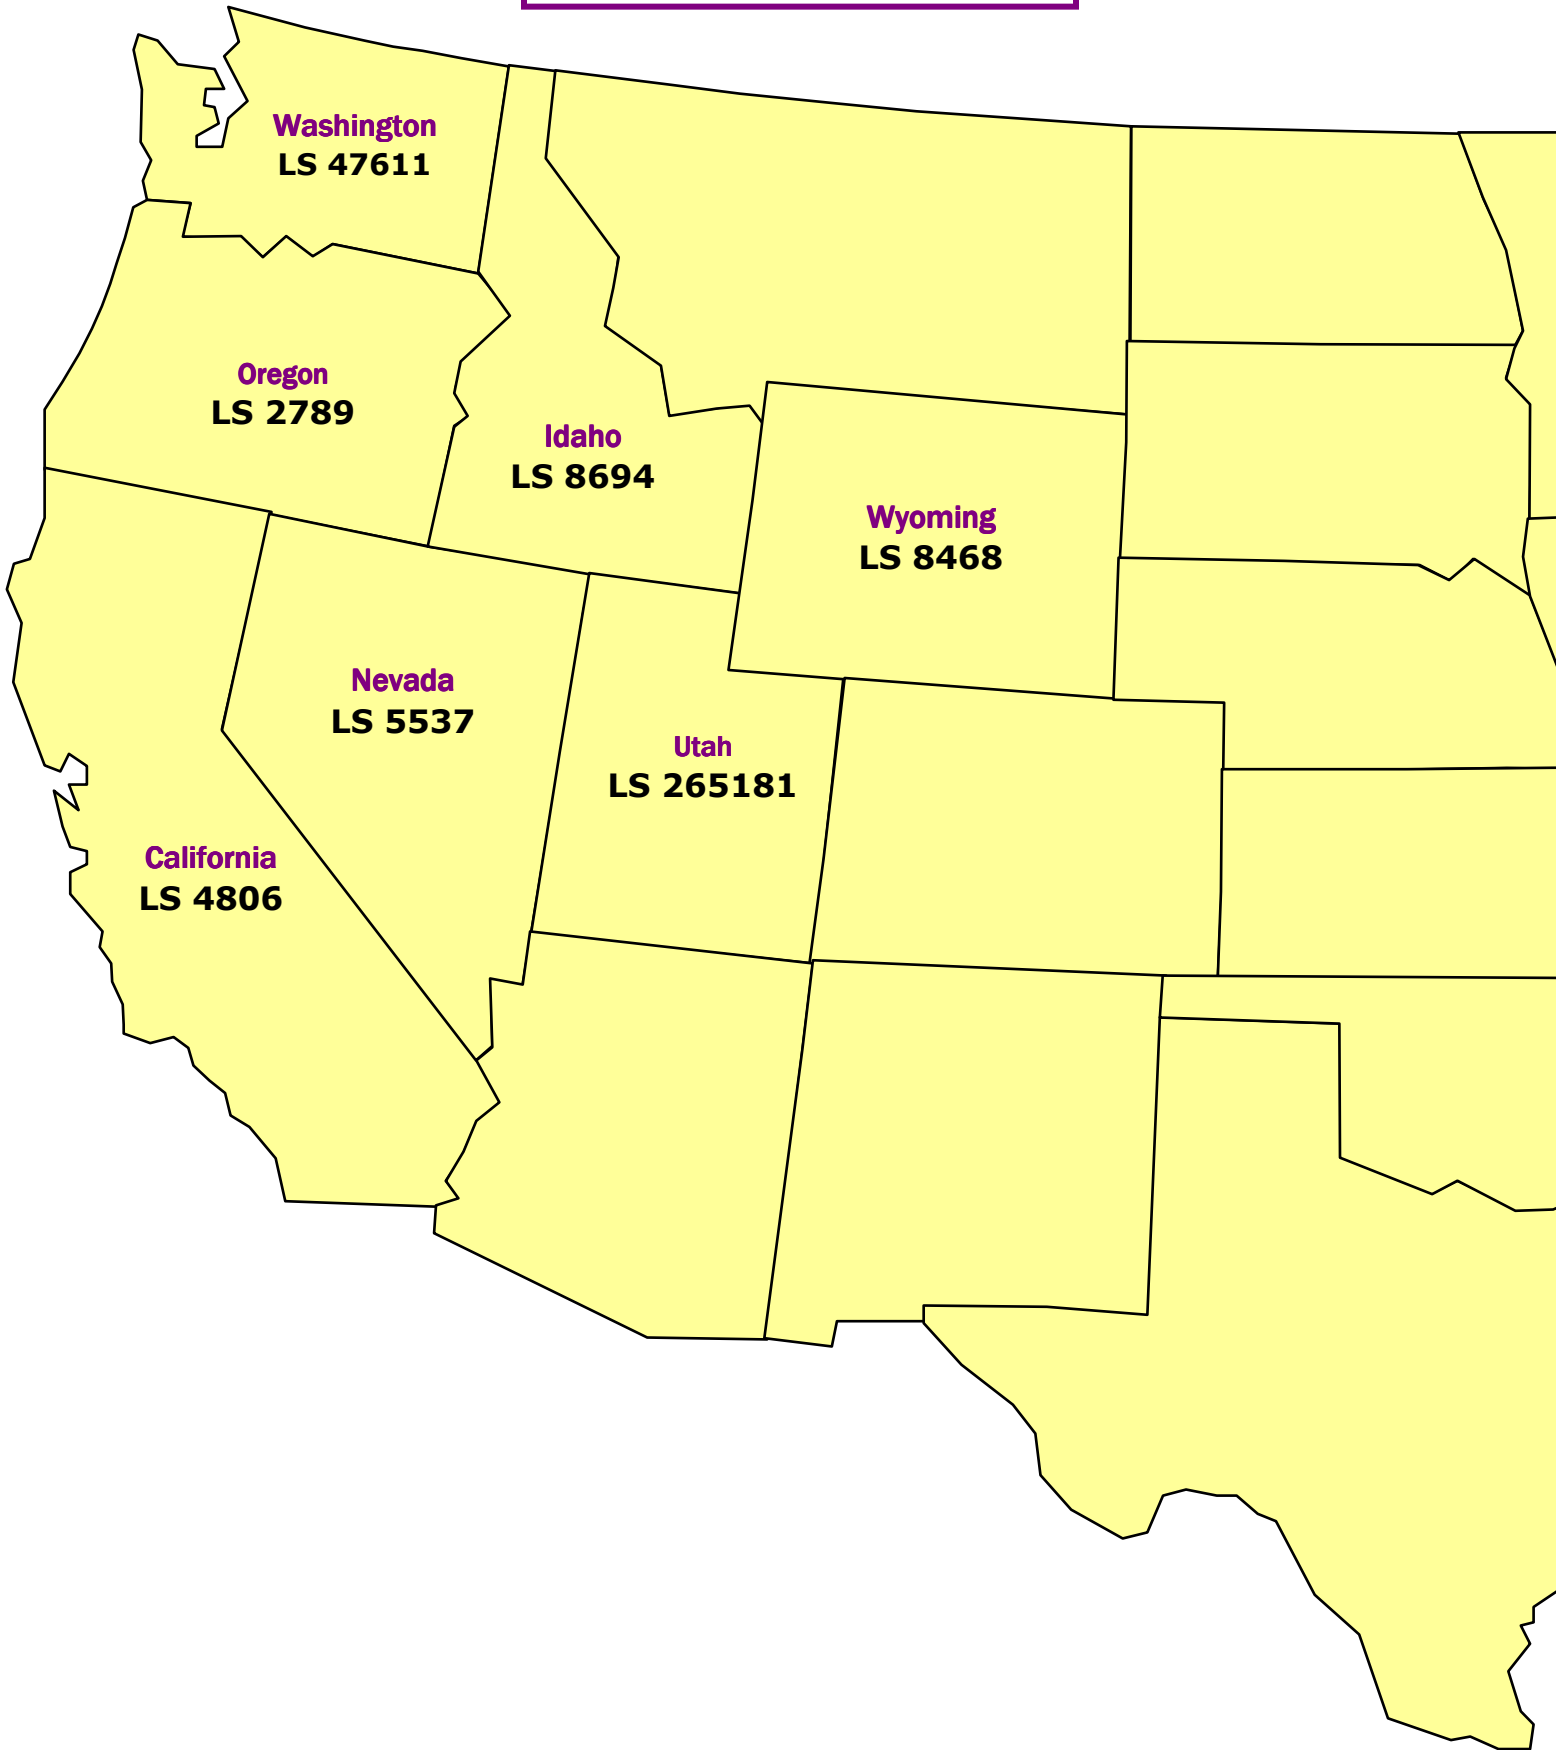 Washington
LS 47611
Oregon
LS 2789
Idaho
LS 8694
Wyoming
LS 8468
Nevada
LS 5537
Utah
LS 265181
California
LS 4806